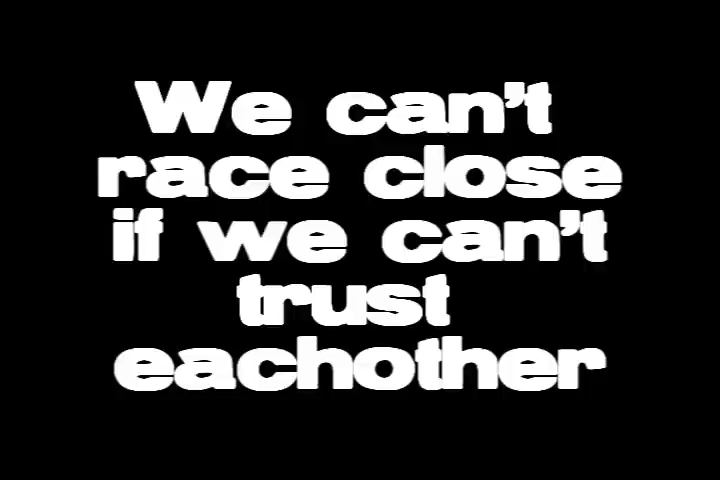 We can't
race close
if we can't
trust
eachother